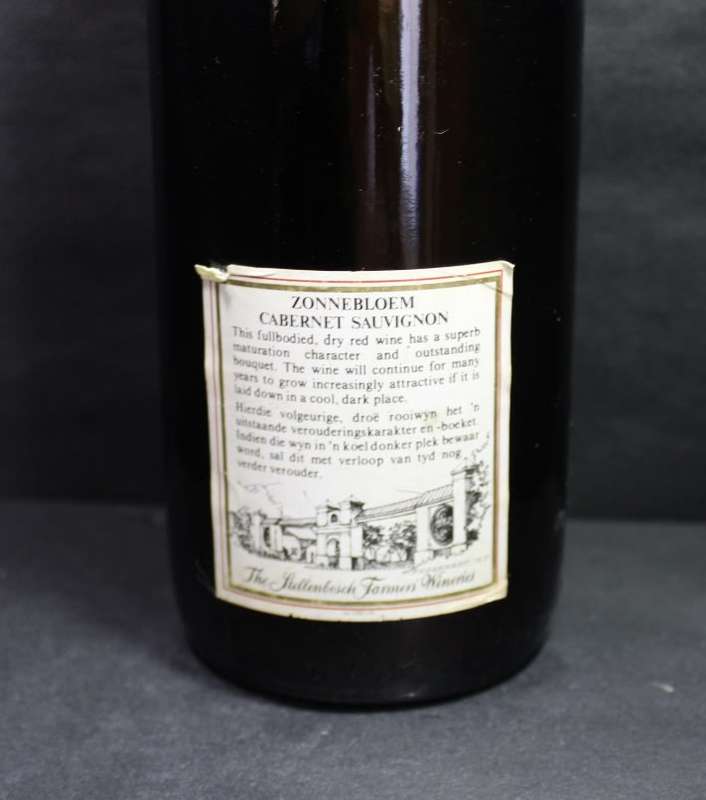 ZONNEBLOEM
CABERNET SAUVIGNON
This fullbodied, dry red wine has a superb
maturation character and outstanding
bouquet. The wine will continue for many
years to grow increasingly attractive if it is
laid down in a cool, dark place.
Hierdie volgeurige, droë rooiwyn het 'n
uitstaande verouderingskarakter en -boeket.
Indien die wyn in 'n koel donker plek bewaar
word, sal dit met verloop van tyd nog
verder verouder.
The Stellenbosch Farmers Wineries